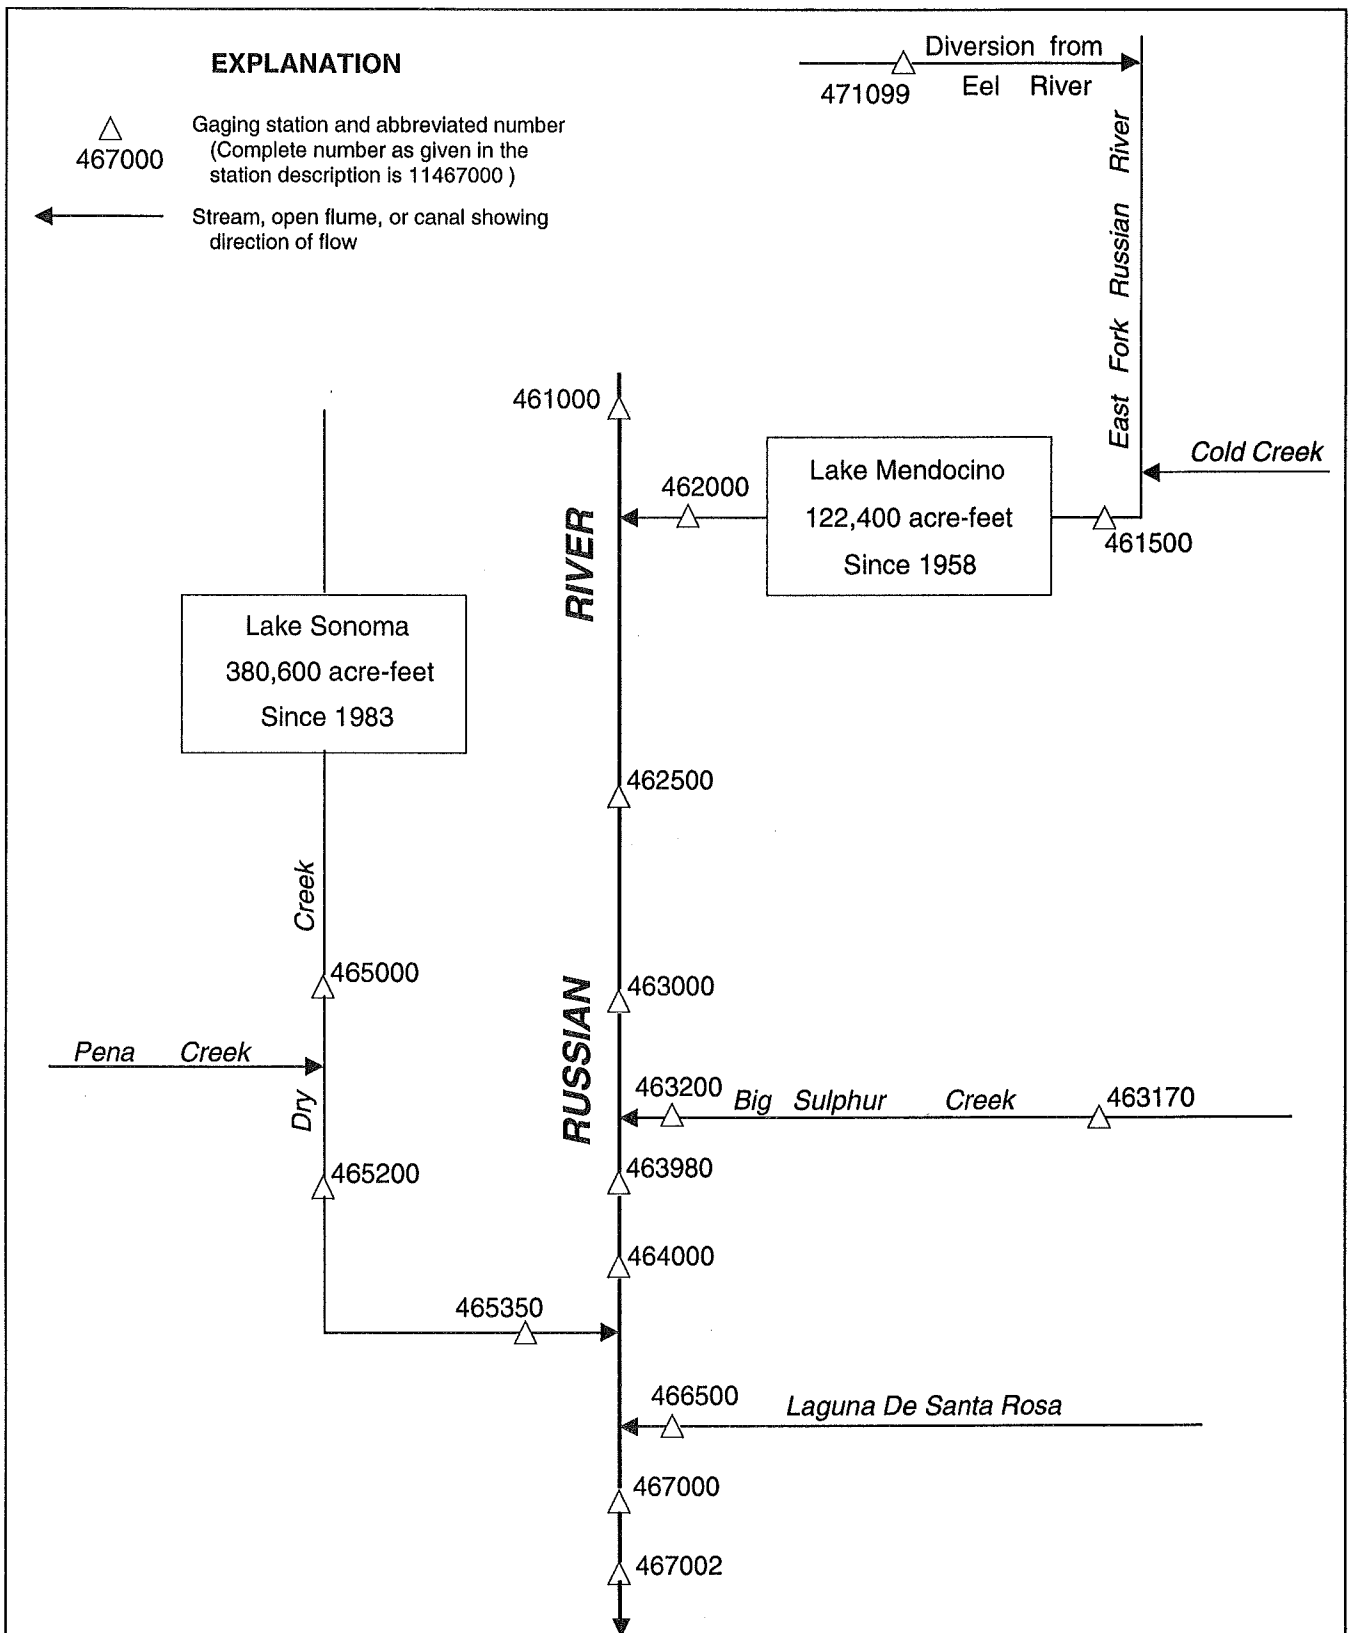 EXPLANATION
467000
Gaging station and abbreviated number
(Complete number as given in the
station description is 11467000 )
Stream, open flume, or canal showing
direction of flow
Diversion from
471099
Eel River
East Fork Russian River
461000
Cold Creek
462000
Lake Mendocino
122,400 acre-feet
Since 1958
461500
RUSSIAN RIVER
Lake Sonoma
380,600 acre-feet
Since 1983
462500
Dry Creek
465000
463000
Pena Creek
463200
Big Sulphur Creek
463170
465200
463980
464000
465350
466500
Laguna De Santa Rosa
467000
467002